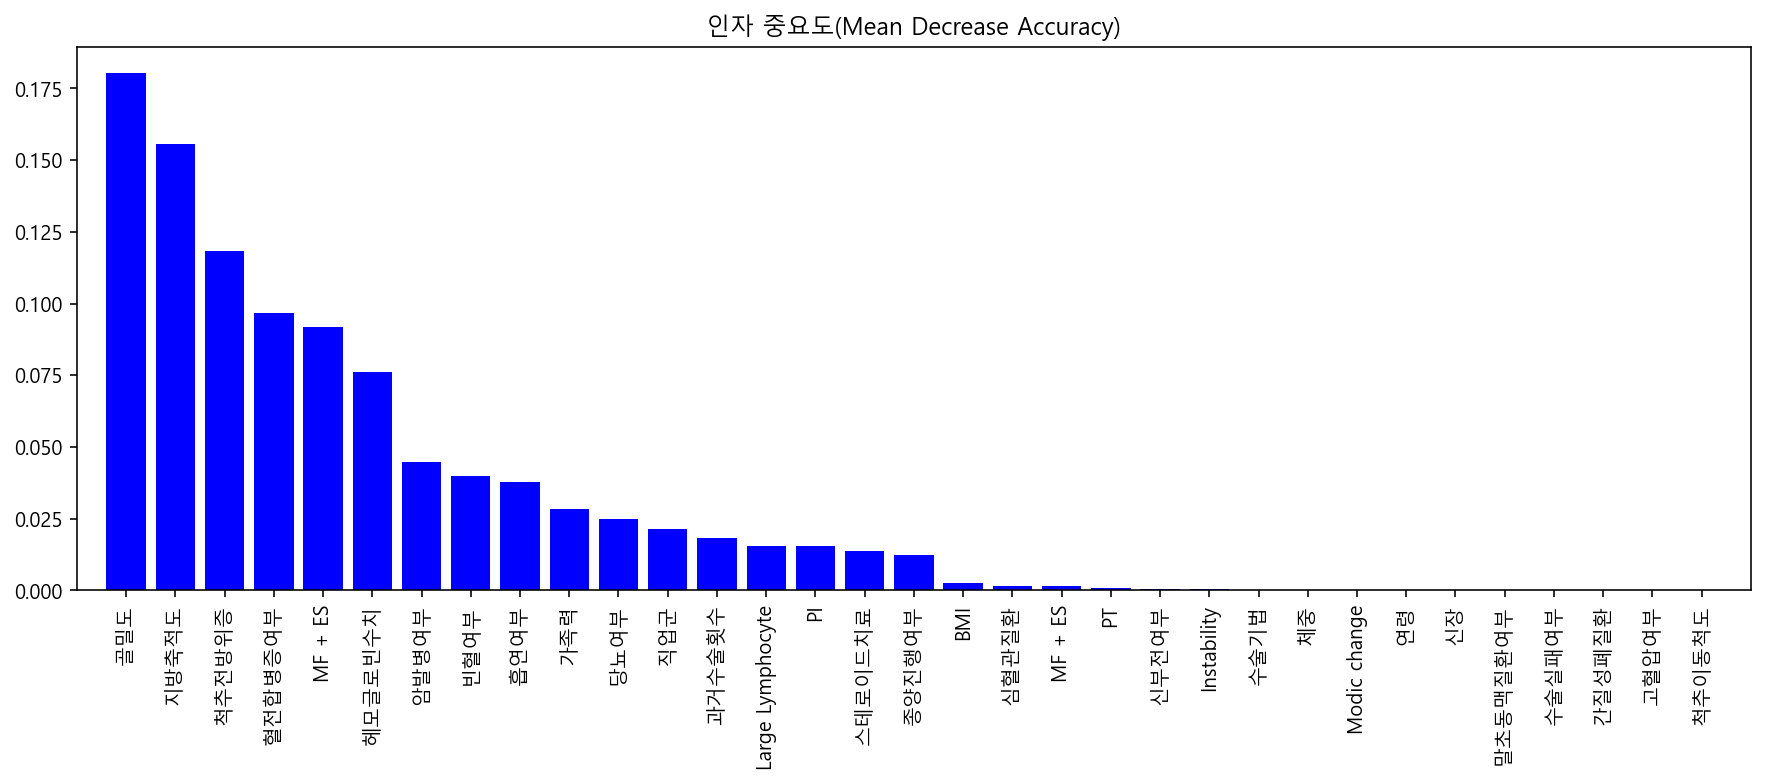 인자 중요도(Mean Decrease Accuracy)
0.175
0.150
0.125
0.100
0.075
0.050
0.025
0.000
골밀도
지방축적도
척추전방위증
혈전합병증여부
MF + ES
헤모글로빈수치
암발병여부
빈혈여부
흡연여부
가족력
당뇨여부
직업군
과거수술횟수
Large Lymphocyte
PI
스테로이드치료
종양진행여부
BMI
심혈관질환
MF + ES
PT
신부전여부
Instability
수술기법
체중
Modic change
연령
신장
말초동맥질환여부
수술실패여부
간질성폐질환
고혈압여부
척추이동척도